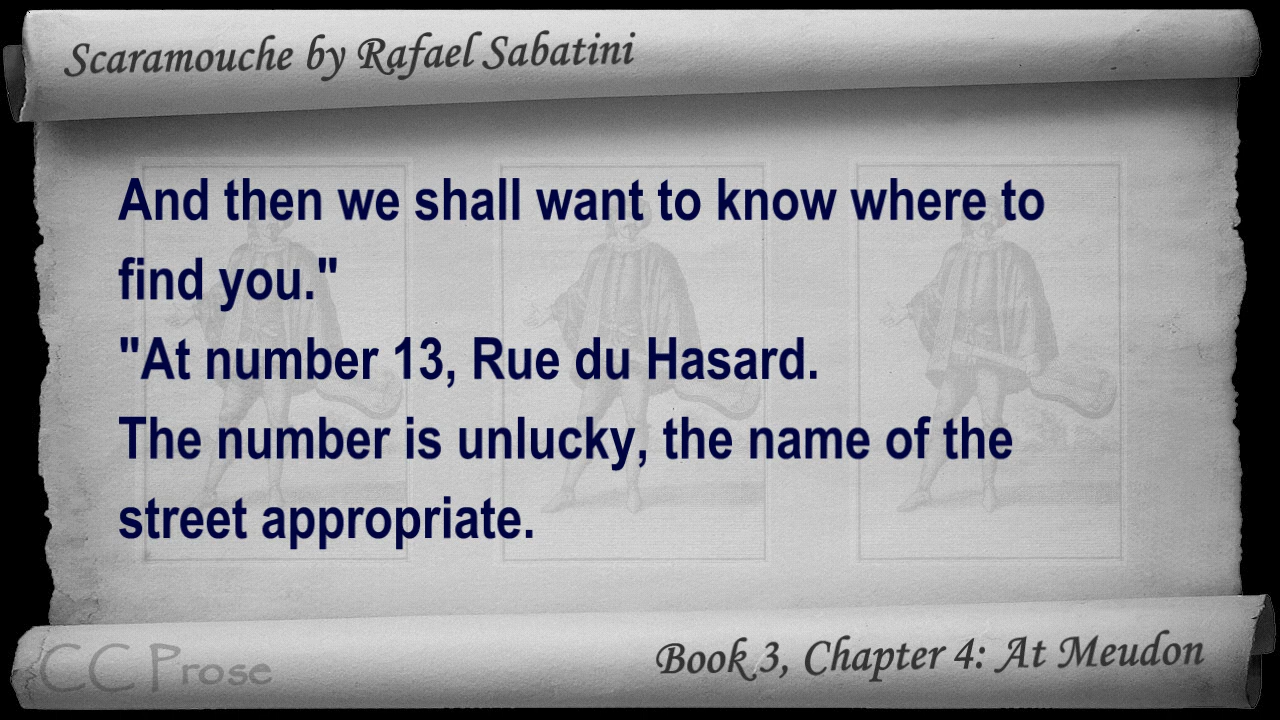 Scaramouche by Rafael Sabatini
And then we shall want to know where to
find you."
"At number 13, Rue du Hasard.
The number is unlucky, the name of the
street appropriate.
CC Prose
Book 3, Chapter 4: At Meudon